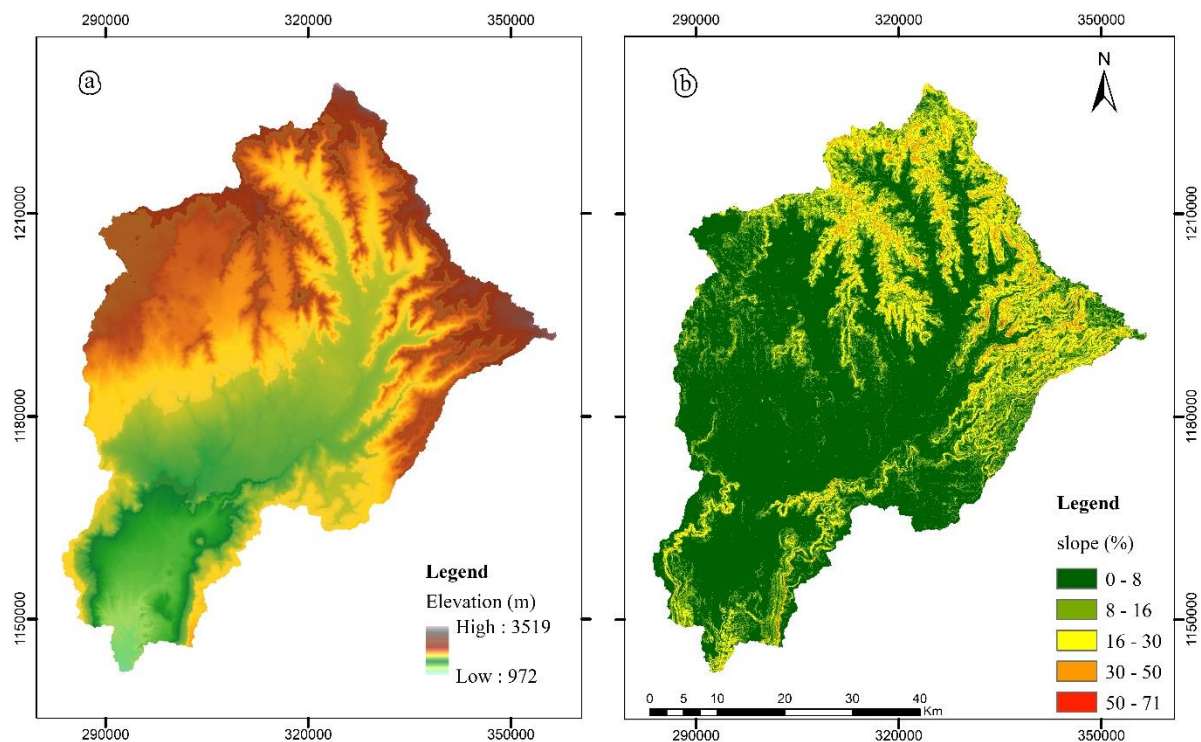 290000 320000 350000
290000 320000 350000
a
b
N
1210000
1210000
1180000
1180000
1150000
1150000
Legend
Elevation (m)
High : 3519
Low : 972
Legend
slope (%)
0 - 8
8 - 16
16 - 30
30 - 50
50 - 71
0 5 10 20 30 40
Km
290000 320000 350000
290000 320000 350000